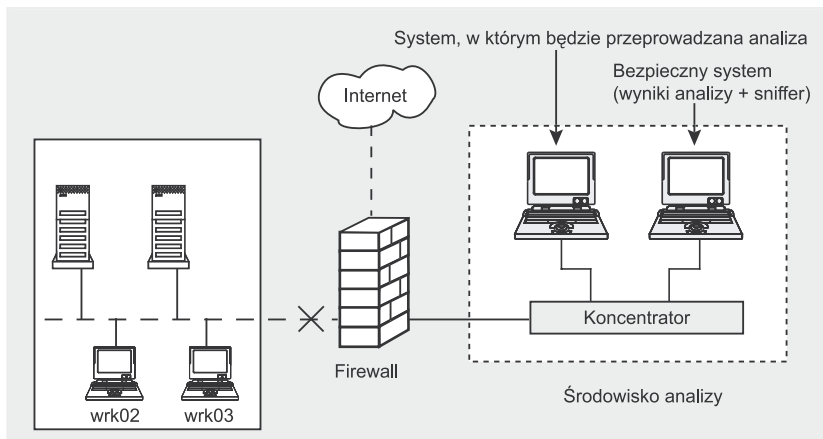 System, w którym będzie przeprowadzana analiza
Bezpieczny system
(wyniki analizy + sniffer)
Internet
Koncentrator
Firewall
wrk02
wrk03
Środowisko analizy